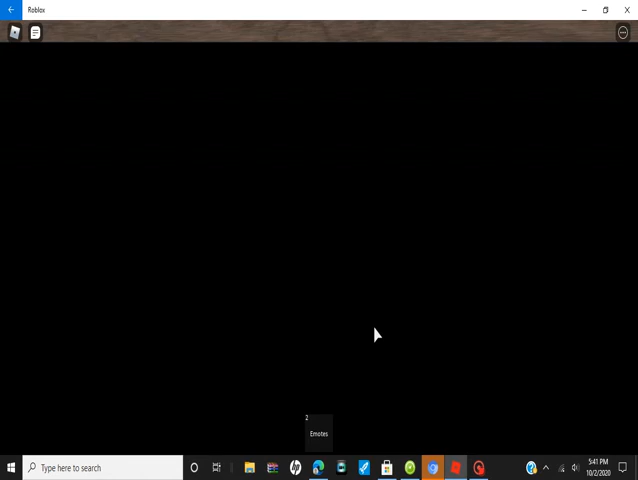 Roblox
2
Emotes
Type here to search
5:41 PM
10/2/2020